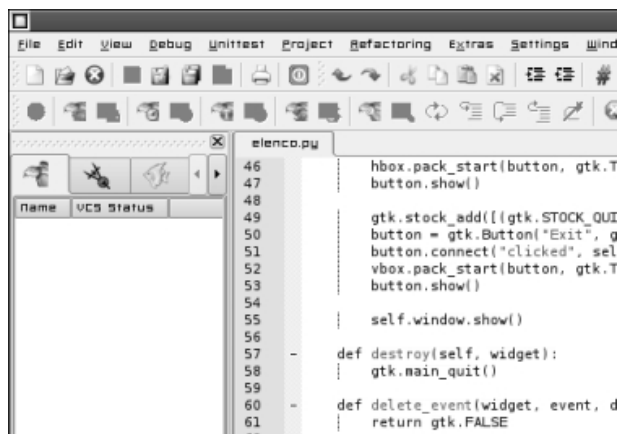 File Edit View Debug Unittest Project Refactoring Extras Settings Wind
elenco.py
Name VCS Status
46 hbox.pack_start(button, gtk.T
47 button.show()
48
49 gtk.stock_add([(gtk.STOCK_QUI
50 button = gtk.Button("Exit", g
51 button.connect("clicked", sel
52 vbox.pack_start(button, gtk.T
53 button.show()
54
55 self.window.show()
56
57 - def destroy(self, widget):
58 gtk.main_quit()
59
60 - def delete_event(widget, event, d
61 return gtk.FALSE